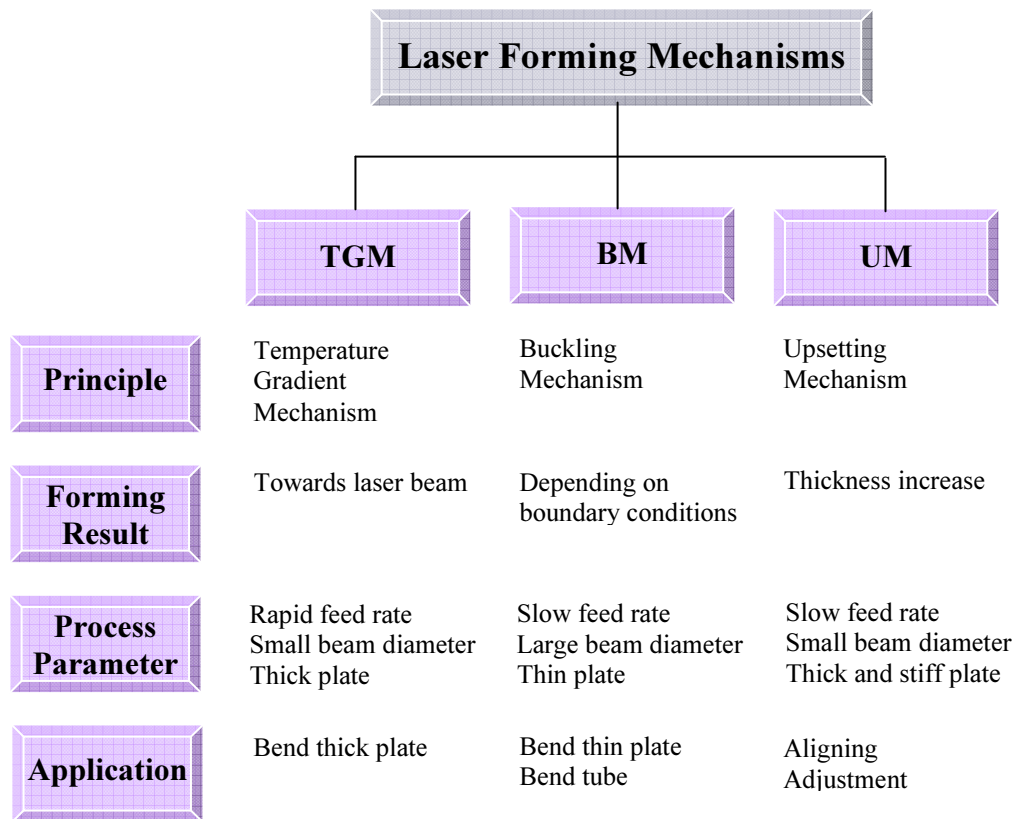 Laser Forming Mechanisms
TGM
BM
UM
Principle
Temperature
Gradient
Mechanism
Buckling
Mechanism
Upsetting
Mechanism
Forming
Result
Towards laser beam
Depending on
boundary conditions
Thickness increase
Process
Parameter
Rapid feed rate
Small beam diameter
Thick plate
Slow feed rate
Large beam diameter
Thin plate
Slow feed rate
Small beam diameter
Thick and stiff plate
Application
Bend thick plate
Bend thin plate
Bend tube
Aligning
Adjustment